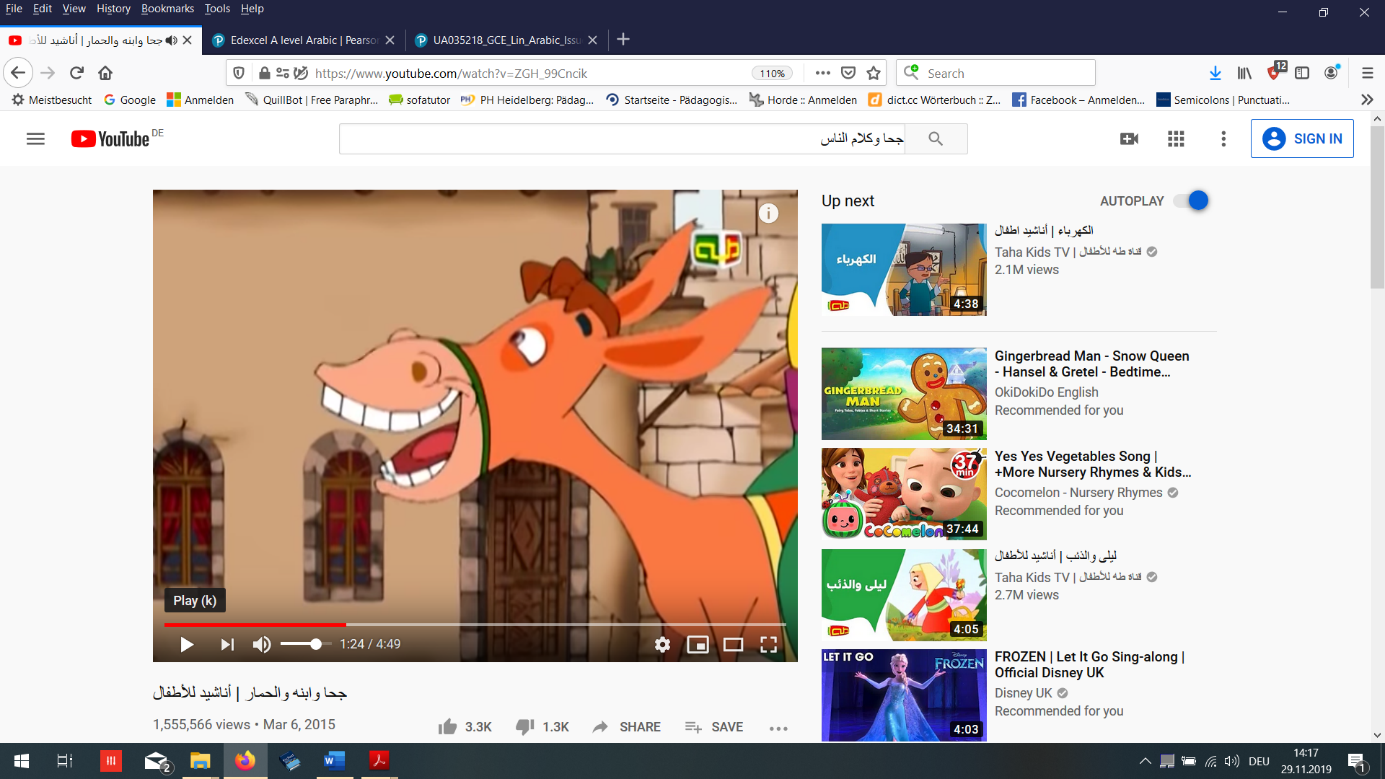 File Edit View History Bookmarks Tools Help
جحا وابنه والحمار | أناشيد للأط
Edexcel A level Arabic | Pearson
UA035218_GCE_Lin_Arabic_Issu
https://www.youtube.com/watch?v=ZGH_99Cncik
110%
Search
12
Meistbesucht Google Anmelden QuillBot | Free Paraphr... sofatutor PH Heidelberg: Pädag... Startseite - Pädagogis... Horde :: Anmelden dict.cc Wörterbuch :: Z... Facebook – Anmelden... Semicolons | Punctuati...
YouTube DE
جحا وكلام الناس
SIGN IN
طه
Play (k)
1:24 / 4:49
جحا وابنه والحمار | أناشيد للأطفال
1,555,566 views • Mar 6, 2015
3.3K 1.3K SHARE SAVE
Up next
AUTOPLAY
الكهرباء
4:38
الكهرباء | أناشيد اطفال
Taha Kids TV | قناة طه للأطفال
2.1M views
GINGERBREAD MAN
34:31
Gingerbread Man - Snow Queen
- Hansel & Gretel - Bedtime...
OkiDokiDo English
Recommended for you
37 min
CoComelon
37:44
Yes Yes Vegetables Song |
+More Nursery Rhymes & Kids...
Cocomelon - Nursery Rhymes
Recommended for you
ليلى والذئب
4:05
ليلى والذئب | أناشيد للأطفال
Taha Kids TV | قناة طه للأطفال
2.7M views
LET IT GO
Disney FROZEN
4:03
FROZEN | Let It Go Sing-along |
Official Disney UK
Disney UK
Recommended for you
2
DEU
14:17
29.11.2019
1